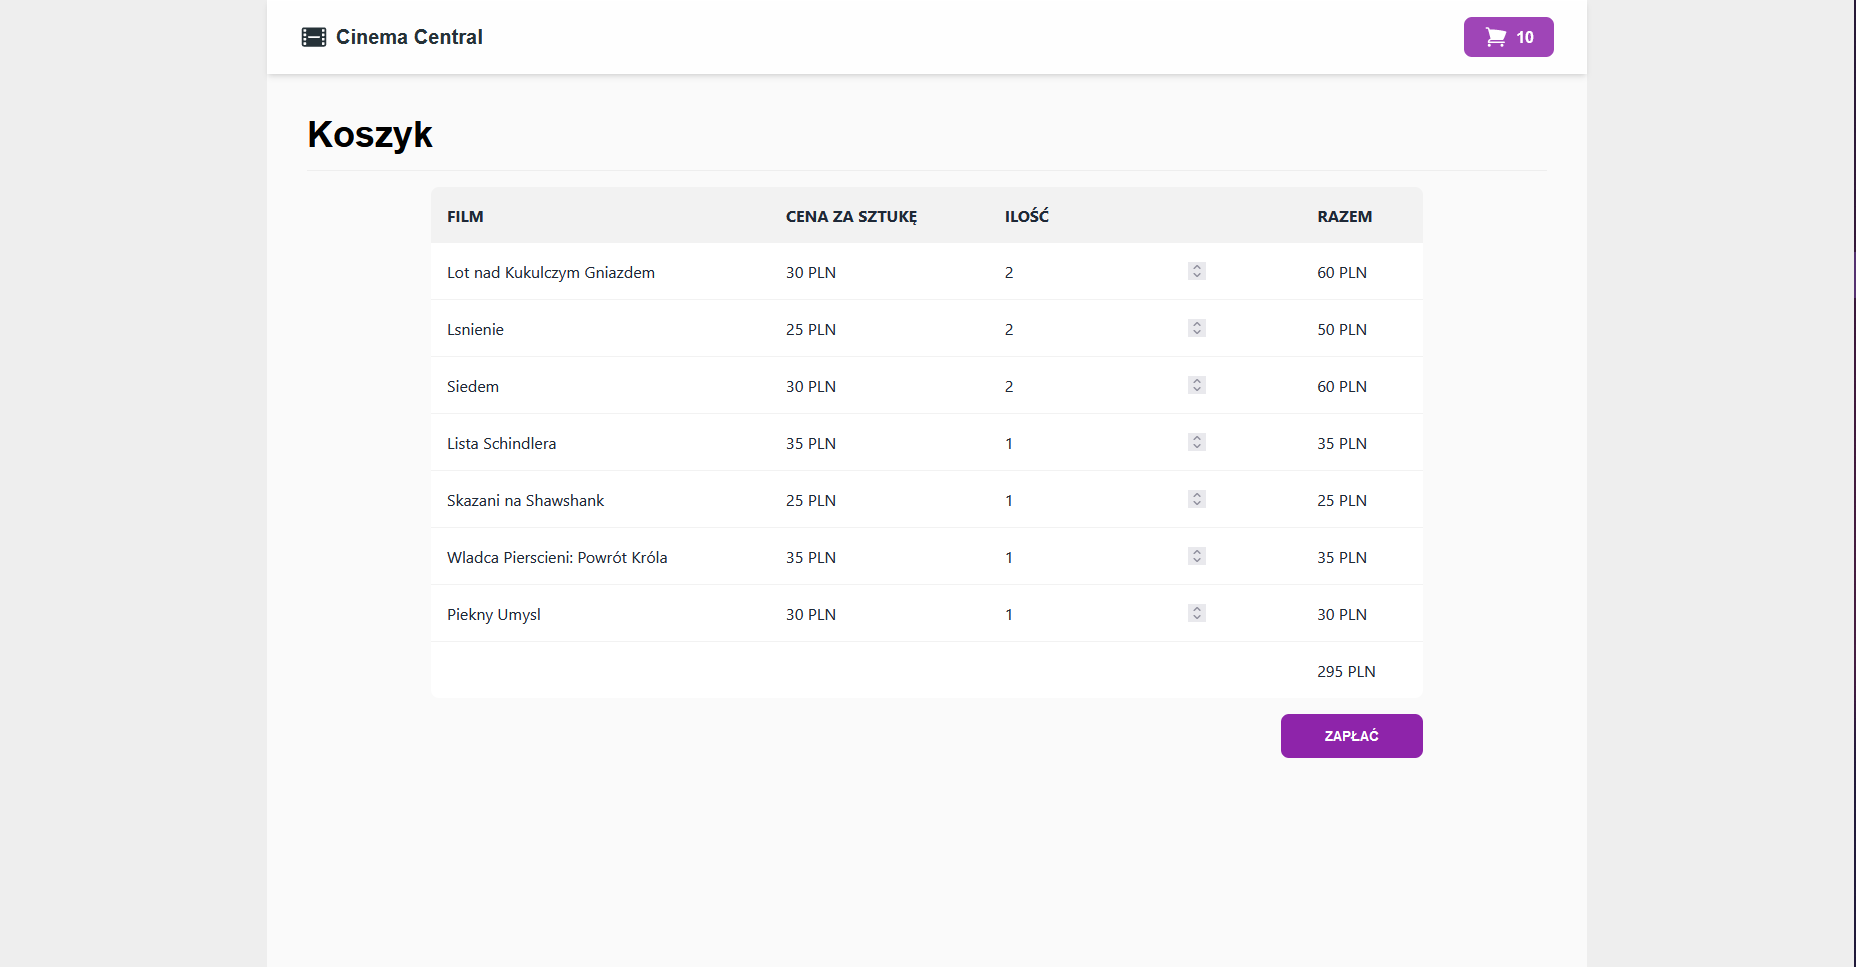 Cinema Central
10
Koszyk
FILM CENA ZA SZTUKĘ ILOŚĆ RAZEM
Lot nad Kukulczym Gniazdem 30 PLN 2 60 PLN
Lsnienie 25 PLN 2 50 PLN
Siedem 30 PLN 2 60 PLN
Lista Schindlera 35 PLN 1 35 PLN
Skazani na Shawshank 25 PLN 1 25 PLN
Wladca Pierscieni: Powrót Króla 35 PLN 1 35 PLN
Piekny Umysl 30 PLN 1 30 PLN
295 PLN
ZAPŁAĆ